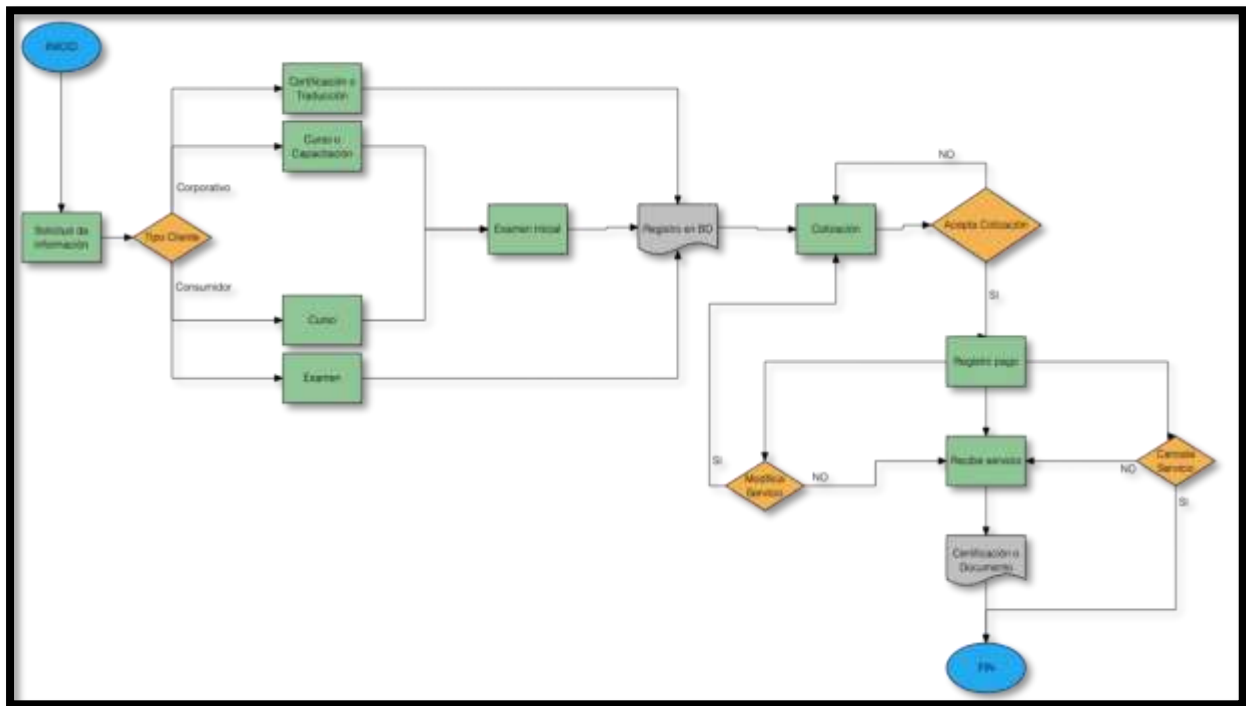 INICIO
Certificación o
Traducción
Curso o
Capacitación
Corporativo
Solicitud de
información
Tipo Cliente
Consumidor
Curso
Examen
Examen Inicial
Registro en BD
Cotización
NO
Acepta Cotización
SI
Registro pago
Recibe servicio
SI
Modifica
Servicio
NO
NO
Cancela
Servicio
SI
Certificación o
Documento
FIN